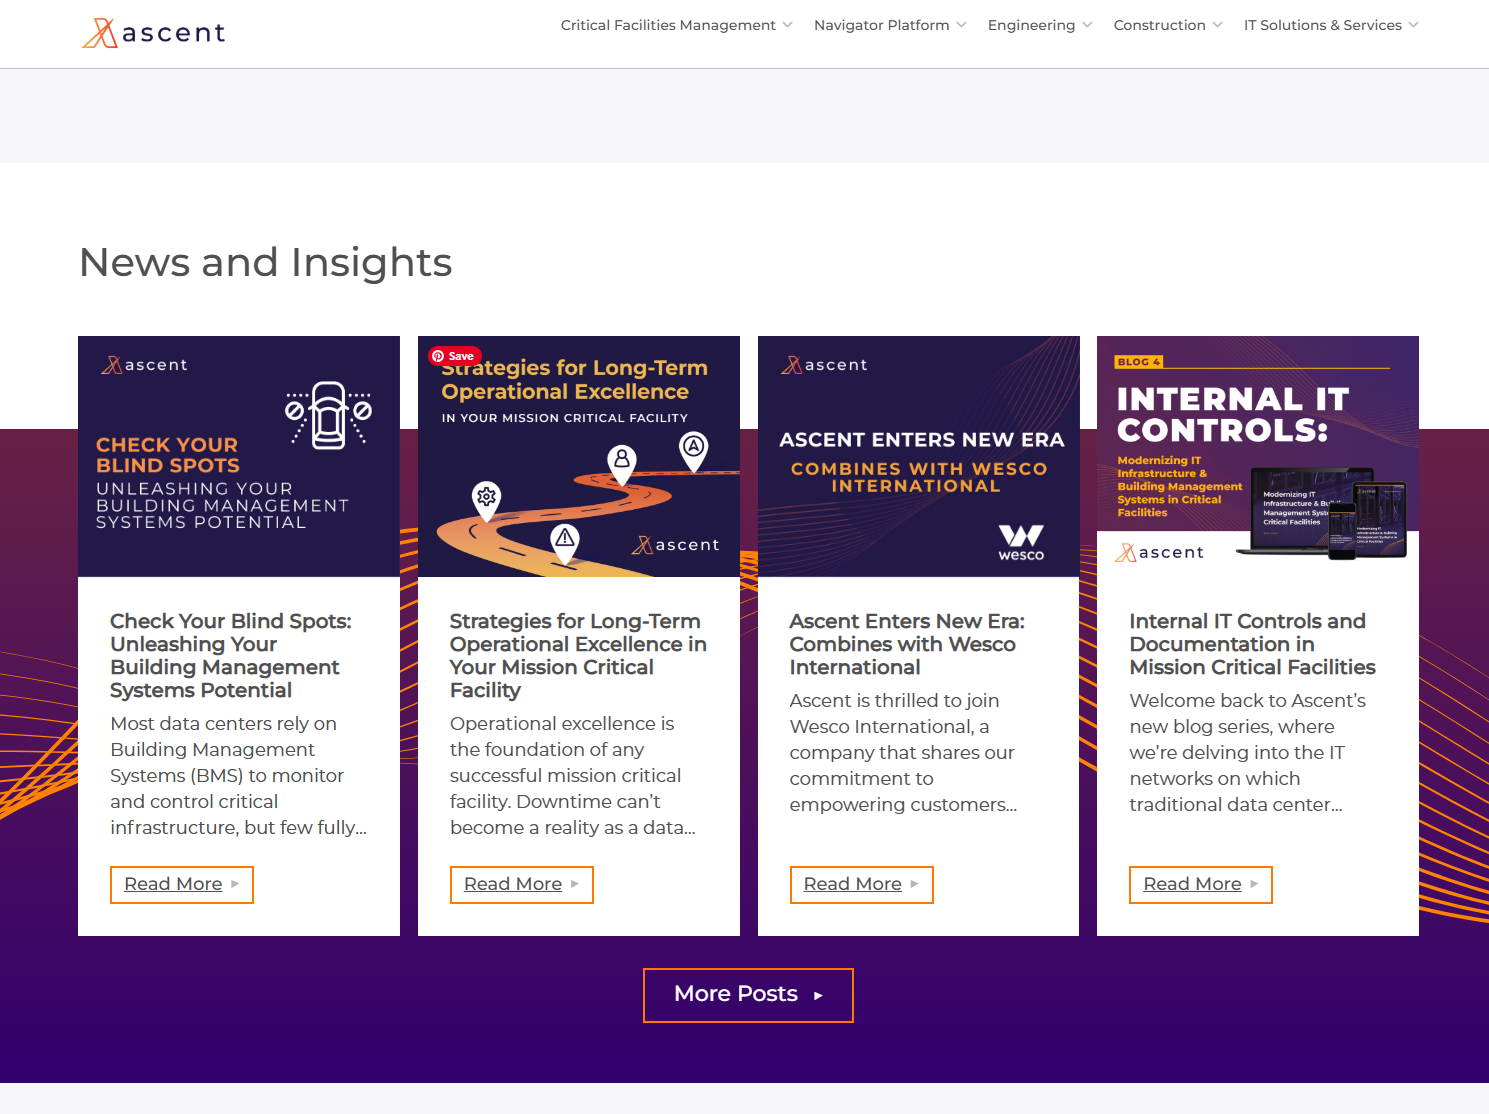 ascent
Critical Facilities Management
Navigator Platform
Engineering
Construction
IT Solutions & Services
News and Insights
ascent
CHECK YOUR
BLIND SPOTS
UNLEASHING YOUR
BUILDING MANAGEMENT
SYSTEMS POTENTIAL
Check Your Blind Spots:
Unleashing Your
Building Management
Systems Potential
Most data centers rely on
Building Management
Systems (BMS) to monitor
and control critical
infrastructure, but few fully...
Read More
Save
Strategies for Long-Term
Operational Excellence
IN YOUR MISSION CRITICAL FACILITY
A
ascent
Strategies for Long-Term
Operational Excellence in
Your Mission Critical
Facility
Operational excellence is
the foundation of any
successful mission critical
facility. Downtime can’t
become a reality as a data...
Read More
ascent
ASCENT ENTERS NEW ERA
COMBINES WITH WESCO
INTERNATIONAL
wesco
Ascent Enters New Era:
Combines with Wesco
International
Ascent is thrilled to join
Wesco International, a
company that shares our
commitment to
empowering customers...
Read More
BLOG 4
INTERNAL IT
CONTROLS:
Modernizing IT
Infrastructure &
Building Management
Systems in Critical
Facilities
Modernizing IT
Infrastructure & Buil
Management Syste
Critical Facilities
ascent
Internal IT Controls and
Documentation in
Mission Critical Facilities
Welcome back to Ascent’s
new blog series, where
we’re delving into the IT
networks on which
traditional data center...
Read More
More Posts